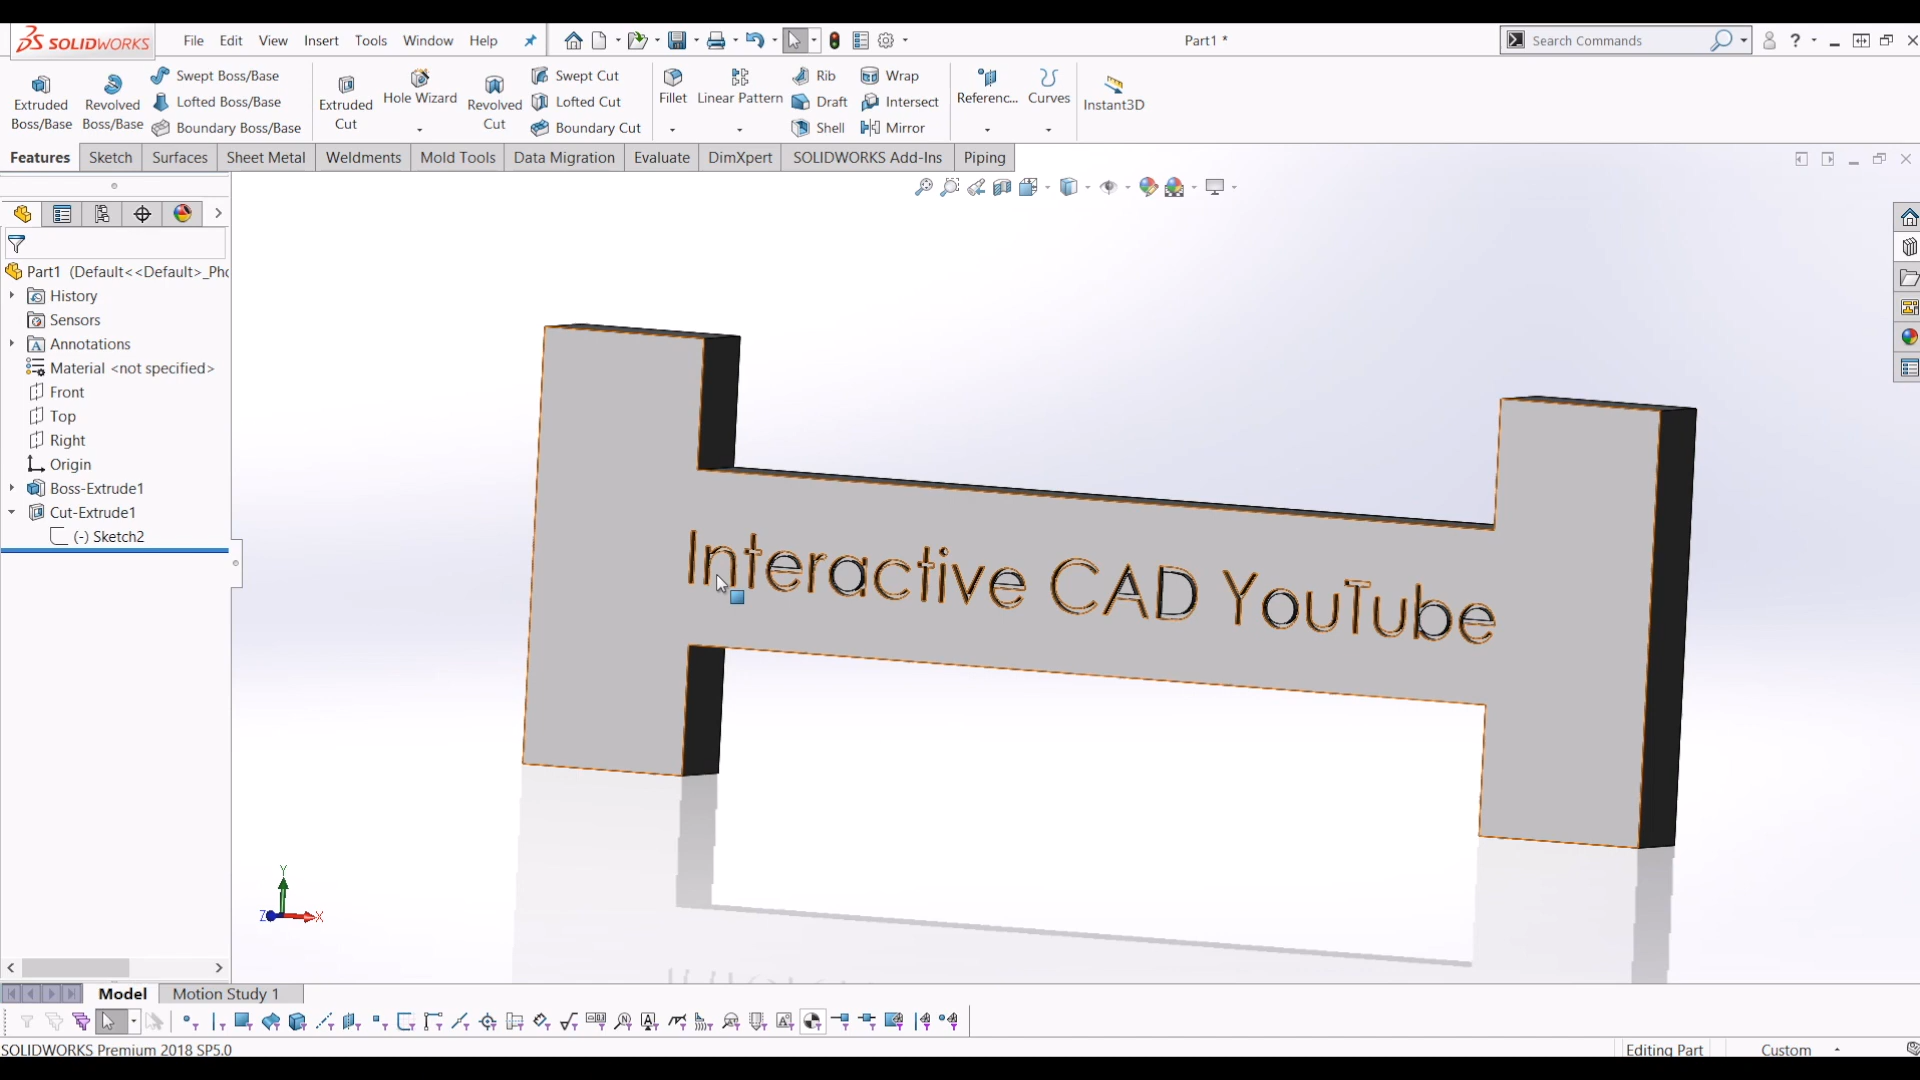 SOLIDWORKS File Edit View Insert Tools Window Help Part1 * Search Commands ?
Extruded Boss/Base Revolved Boss/Base Swept Boss/Base Lofted Boss/Base Boundary Boss/Base
Extruded Cut Hole Wizard Revolved Cut Swept Cut Lofted Cut Boundary Cut
Fillet Linear Pattern Rib Draft Shell Wrap Intersect Mirror
Referenc... Curves Instant3D
Features Sketch Surfaces Sheet Metal Weldments Mold Tools Data Migration Evaluate DimXpert SOLIDWORKS Add-Ins Piping
Part1 (Default<<Default>_Pho
History
Sensors
Annotations
Material <not specified>
Front
Top
Right
Origin
Boss-Extrude1
Cut-Extrude1
(-) Sketch2
Interactive CAD YouTube
Y
Z X
Model Motion Study 1
SOLIDWORKS Premium 2018 SP5.0 Editing Part Custom